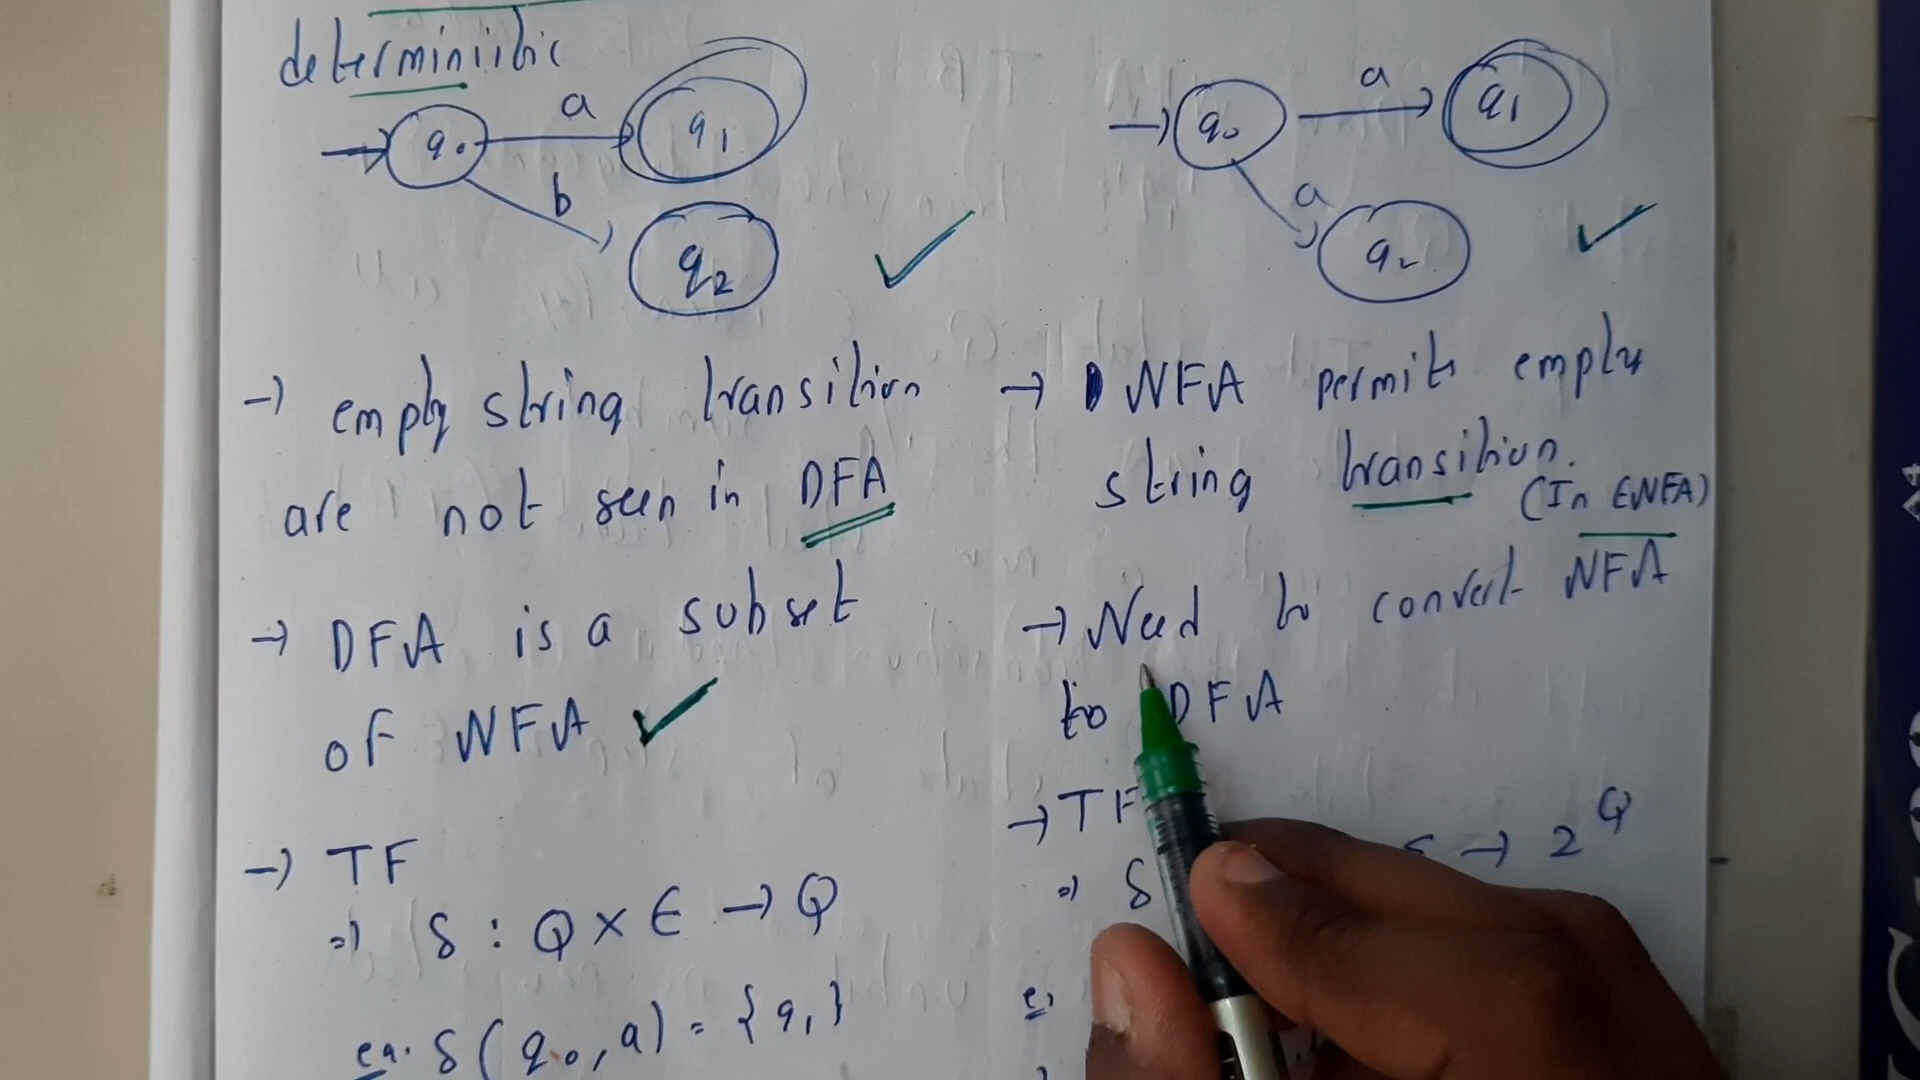 deterministic
q0 a q1
b
q2
→ empty string transition
are not seen in DFA
→ DFA is a subset
of NFA ✓
→ TF
⇒ δ : Q × Є → Q
eg. δ(q0, a) = {q1}
q0 a q1
a
q2
→ NFA permits empty
string transition.
(In ЄNFA)
→ Need to convert NFA
to DFA
→ TF
⇒ δ → 2^Q